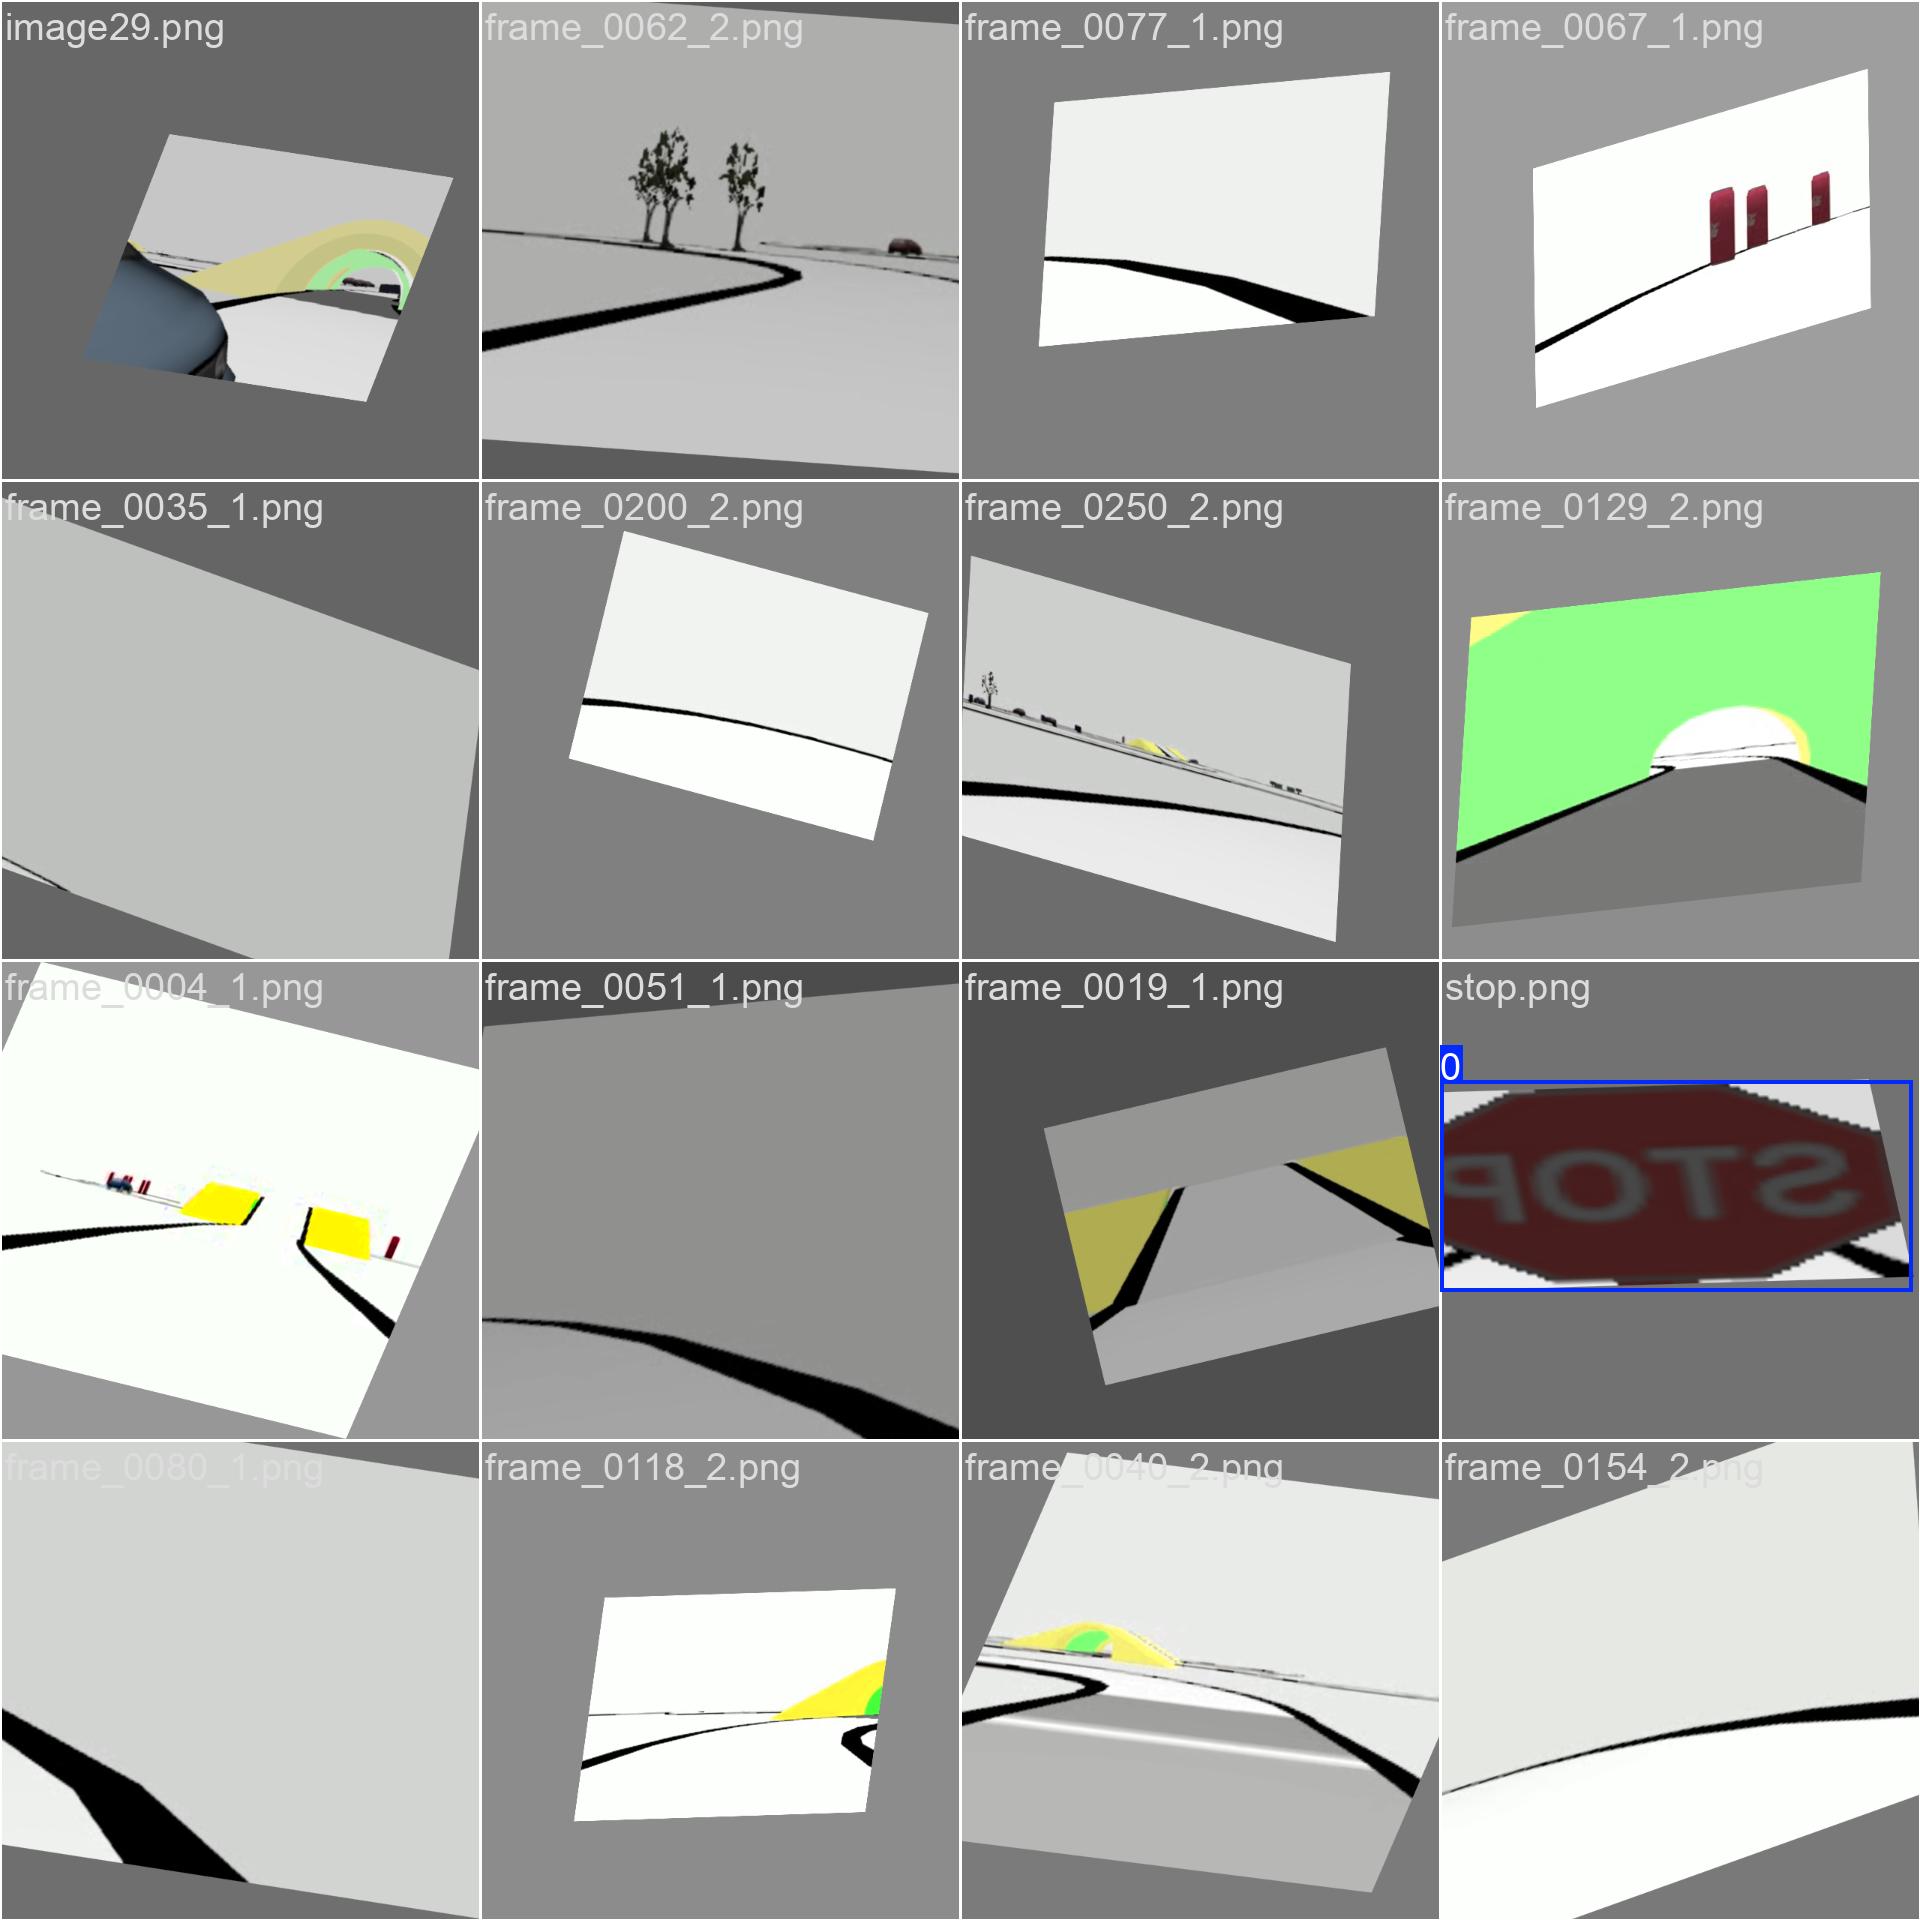 image29.png
frame_0062_2.png
frame_0077_1.png
frame_0067_1.png
frame_0035_1.png
frame_0200_2.png
frame_0250_2.png
frame_0129_2.png
frame_0004_1.png
frame_0051_1.png
frame_0019_1.png
stop.png
0
STOP
frame_0080_1.png
frame_0118_2.png
frame_0040_2.png
frame_0154_2.png